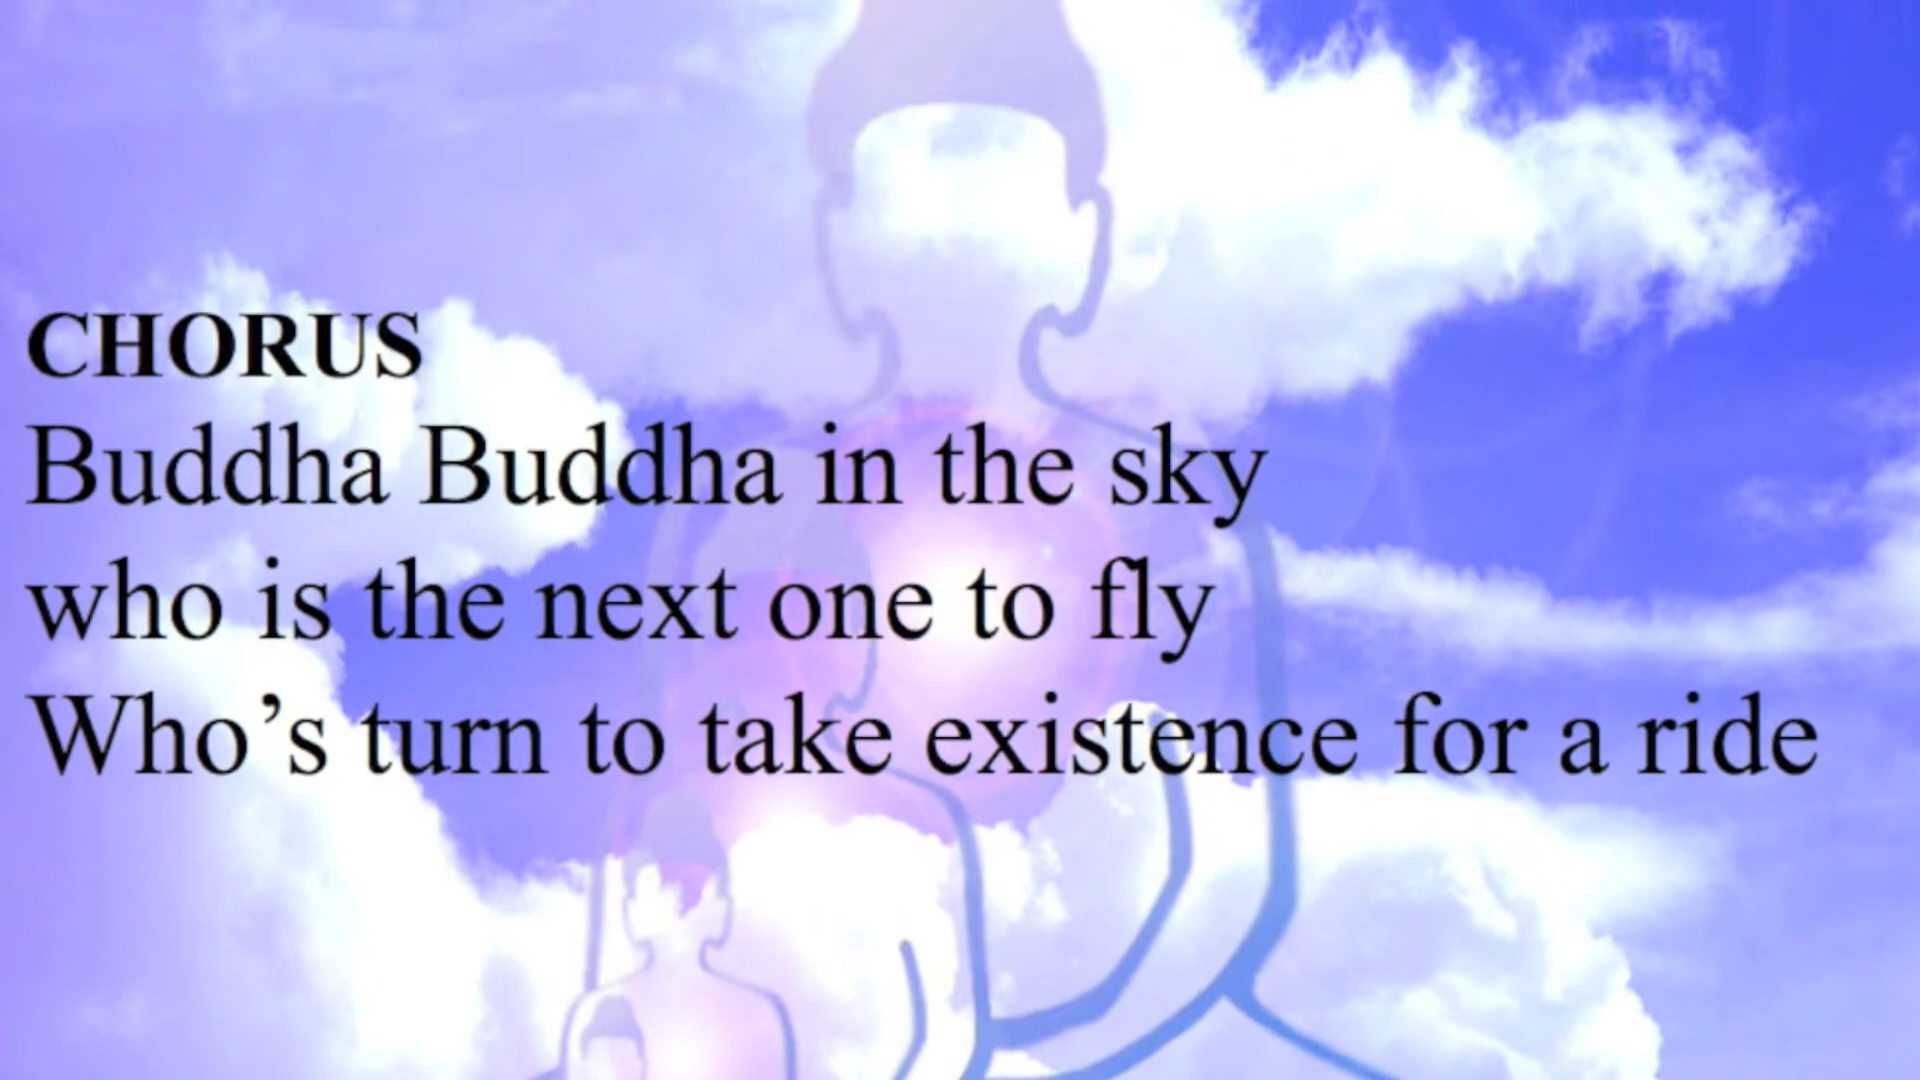 CHORUS
Buddha Buddha in the sky
who is the next one to fly
Who’s turn to take existence for a ride